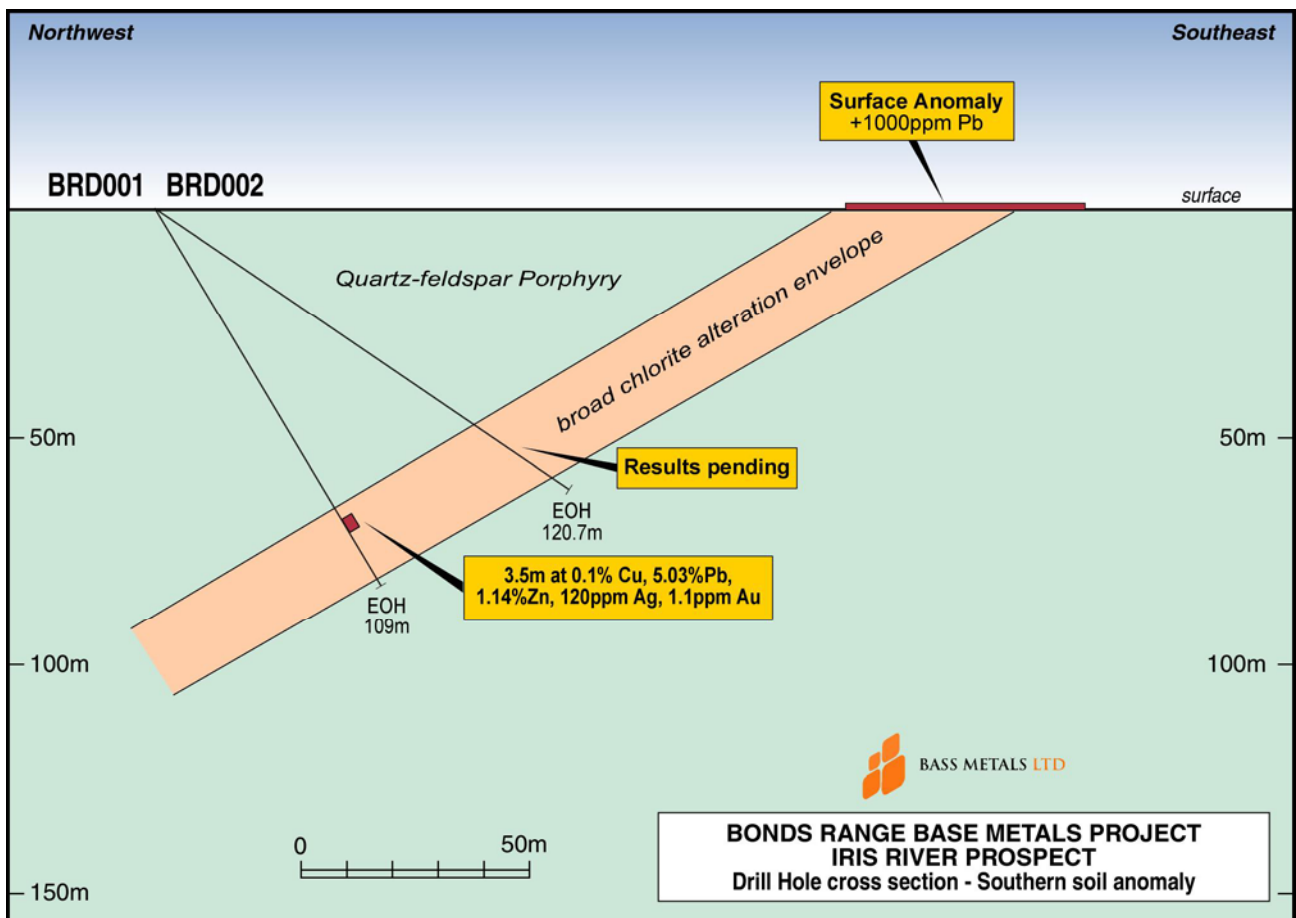 Northwest
Southeast
Surface Anomaly
+1000ppm Pb
BRD001 BRD002
surface
Quartz-feldspar Porphyry
broad chlorite alteration envelope
50m
50m
Results pending
EOH
120.7m
3.5m at 0.1% Cu, 5.03%Pb,
1.14%Zn, 120ppm Ag, 1.1ppm Au
EOH
109m
100m
100m
BASS METALS LTD
0
50m
BONDS RANGE BASE METALS PROJECT
IRIS RIVER PROSPECT
Drill Hole cross section - Southern soil anomaly
150m
150m